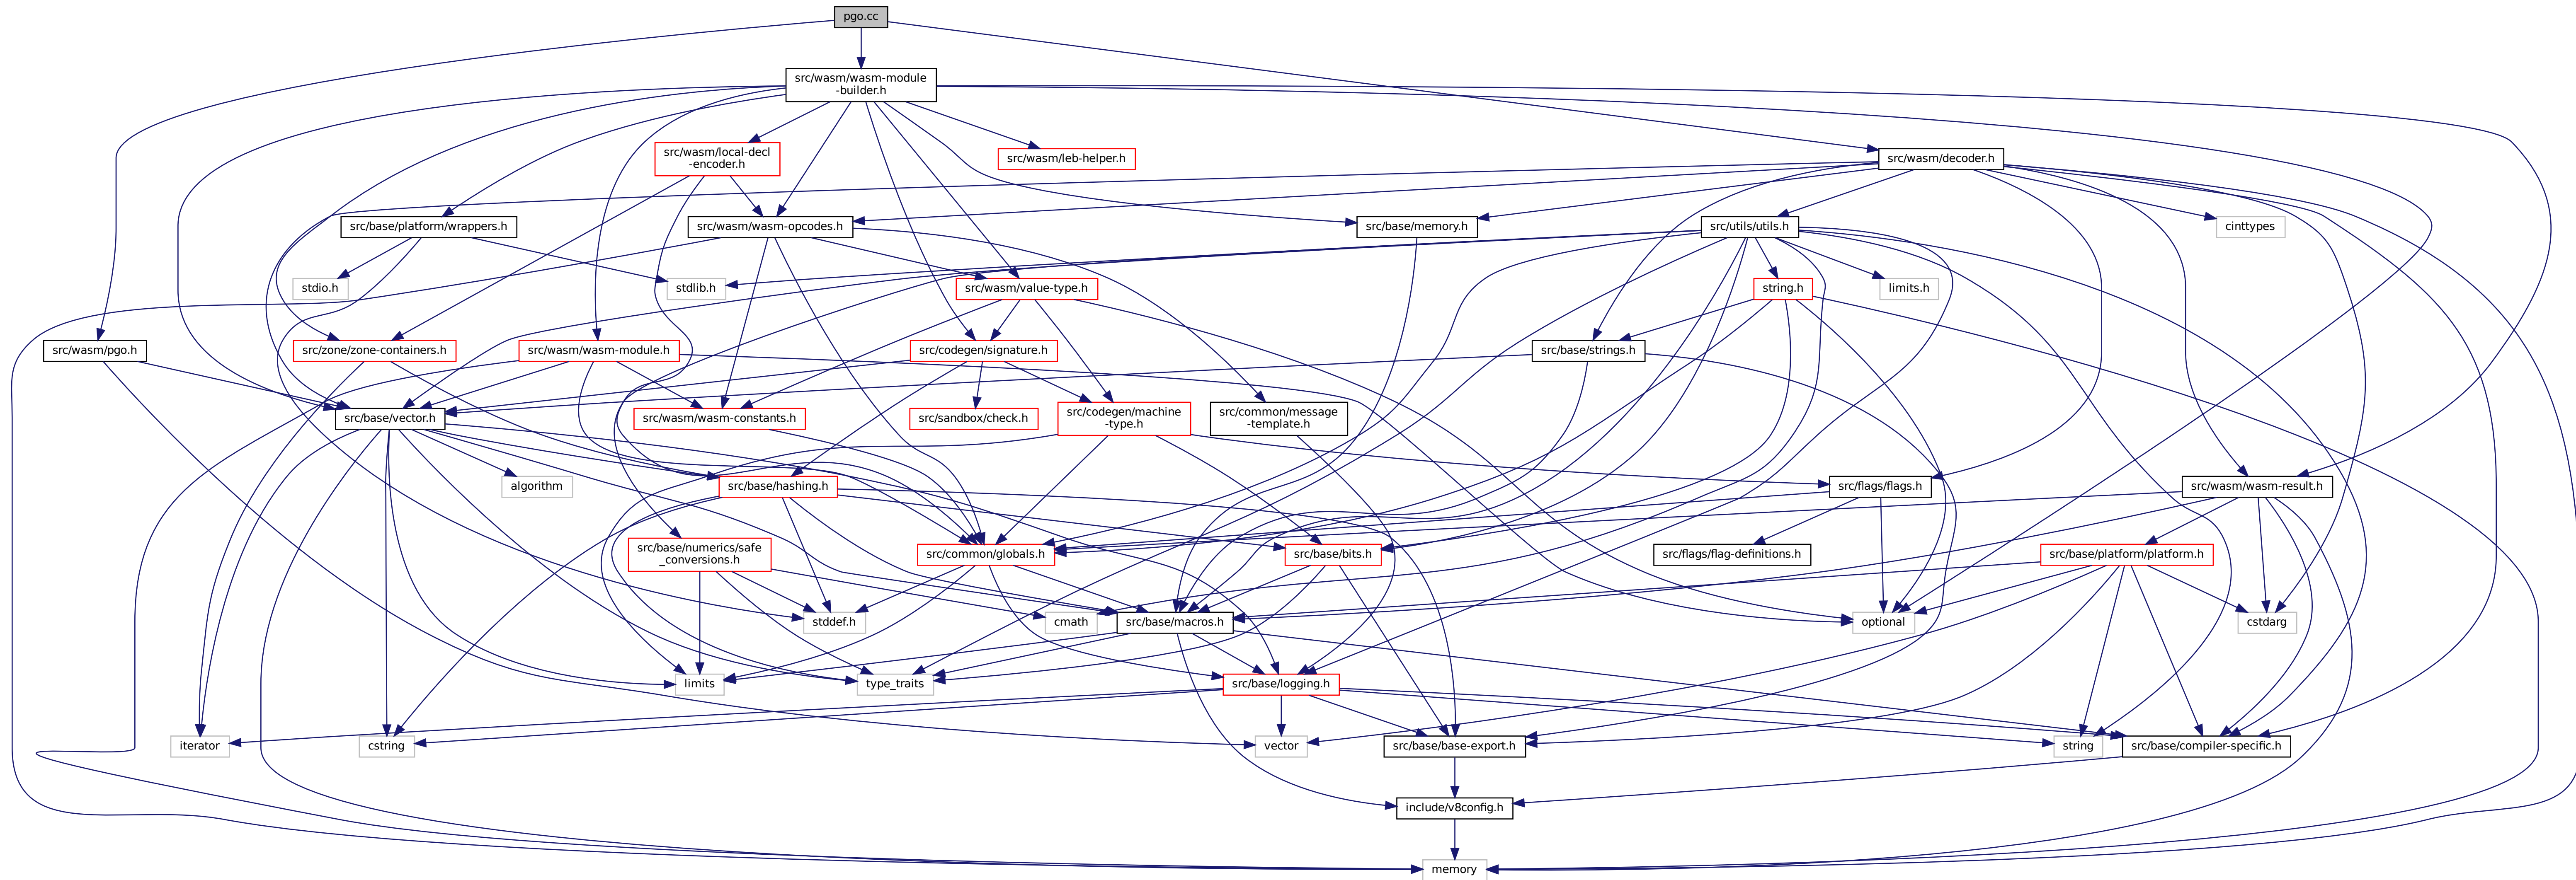 pgo.cc
src/wasm/wasm-module
-builder.h
src/wasm/local-decl
-encoder.h
src/wasm/leb-helper.h
src/wasm/decoder.h
src/base/platform/wrappers.h
src/wasm/wasm-opcodes.h
src/base/memory.h
src/utils/utils.h
cinttypes
stdio.h
stdlib.h
src/wasm/value-type.h
string.h
limits.h
src/wasm/pgo.h
src/zone/zone-containers.h
src/wasm/wasm-module.h
src/codegen/signature.h
src/base/strings.h
src/base/vector.h
src/wasm/wasm-constants.h
src/sandbox/check.h
src/codegen/machine
-type.h
src/common/message
-template.h
algorithm
src/base/hashing.h
src/flags/flags.h
src/wasm/wasm-result.h
src/base/numerics/safe
_conversions.h
src/common/globals.h
src/base/bits.h
src/flags/flag-definitions.h
src/base/platform/platform.h
stddef.h
cmath
src/base/macros.h
optional
cstdarg
limits
type_traits
src/base/logging.h
iterator
cstring
vector
src/base/base-export.h
string
src/base/compiler-specific.h
include/v8config.h
memory